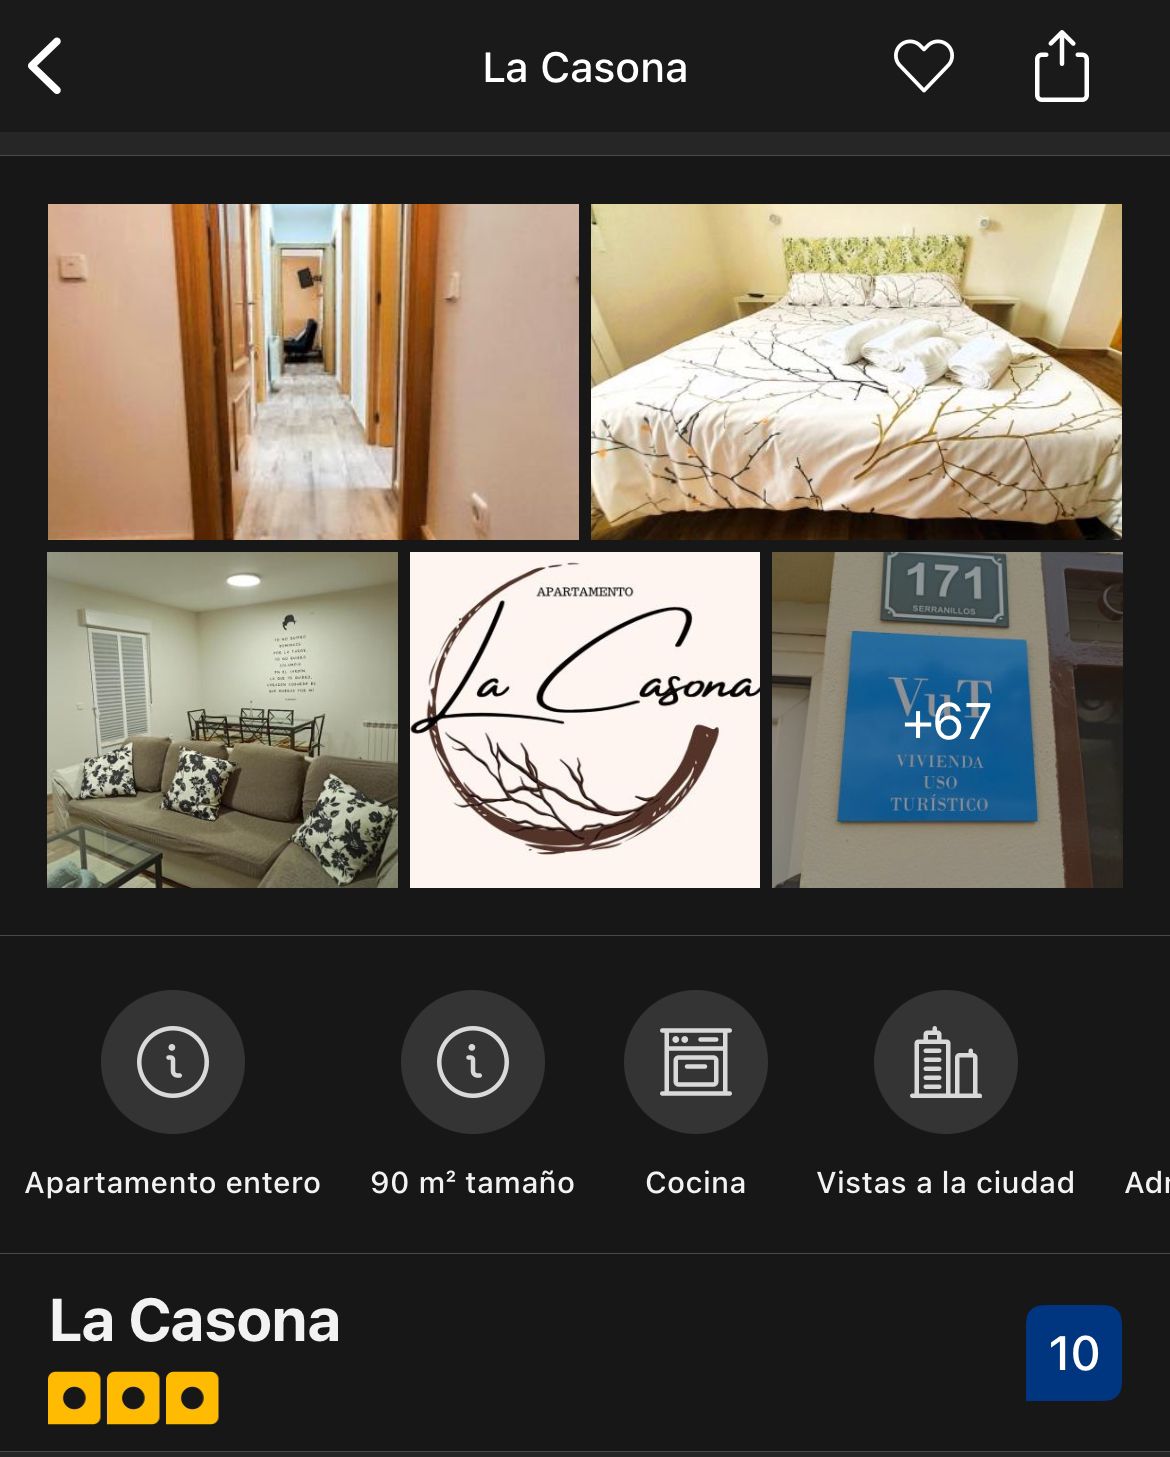 La Casona
APARTAMENTO
La Casona
171
SERRANILLOS
VuT
+67
VIVIENDA
USO
TURÍSTICO
Apartamento entero
90 m² tamaño
Cocina
Vistas a la ciudad
La Casona
10